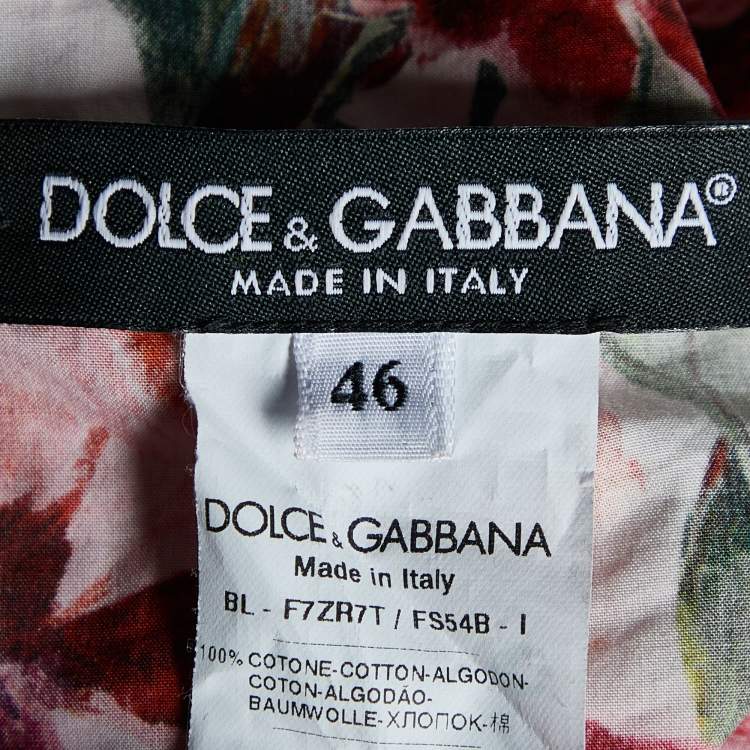 DOLCE & GABBANA®
MADE IN ITALY
46
DOLCE & GABBANA
Made in Italy
BL - F7ZR7T / FS54B - I
100% COTONE-COTTON-ALGODON-
COTON-ALGODÃO-
BAUMWOLLE-ХЛОПОК-棉